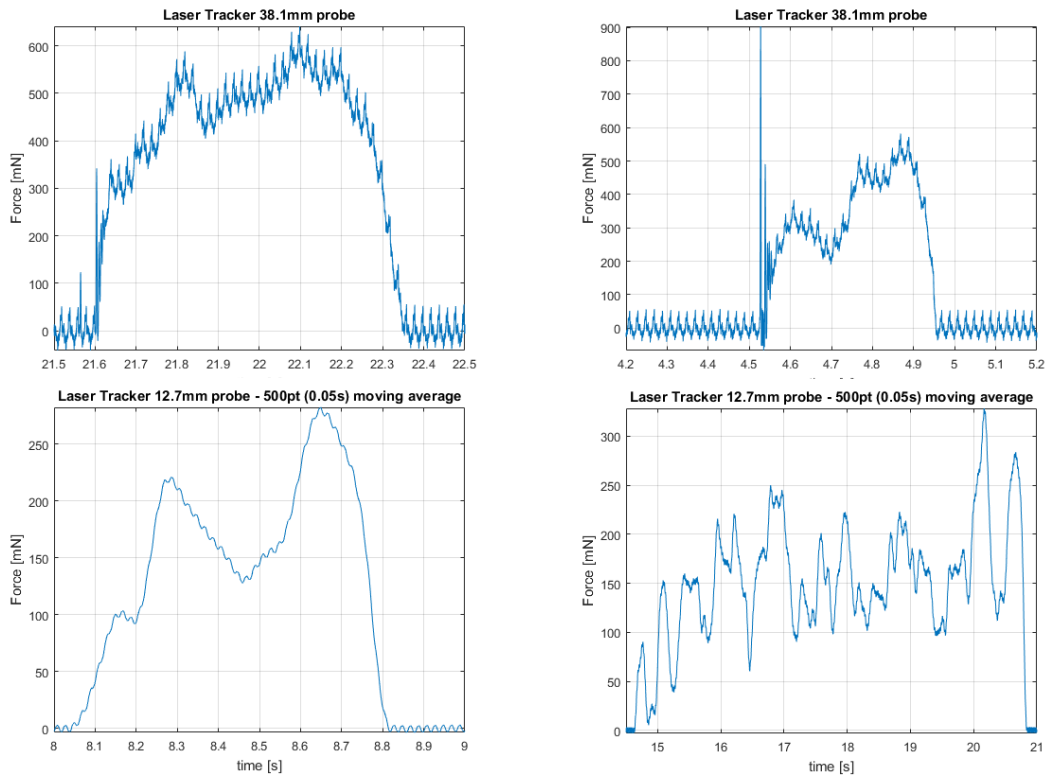 Laser Tracker 38.1mm probe
Force [mN]
600
500
400
300
200
100
0
21.5 21.6 21.7 21.8 21.9 22 22.1 22.2 22.3 22.4 22.5
Laser Tracker 38.1mm probe
Force [mN]
900
800
700
600
500
400
300
200
100
0
4.2 4.3 4.4 4.5 4.6 4.7 4.8 4.9 5 5.1 5.2
Laser Tracker 12.7mm probe - 500pt (0.05s) moving average
Force [mN]
250
200
150
100
50
0
8 8.1 8.2 8.3 8.4 8.5 8.6 8.7 8.8 8.9 9
time [s]
Laser Tracker 12.7mm probe - 500pt (0.05s) moving average
Force [mN]
300
250
200
150
100
50
0
15 16 17 18 19 20 21
time [s]